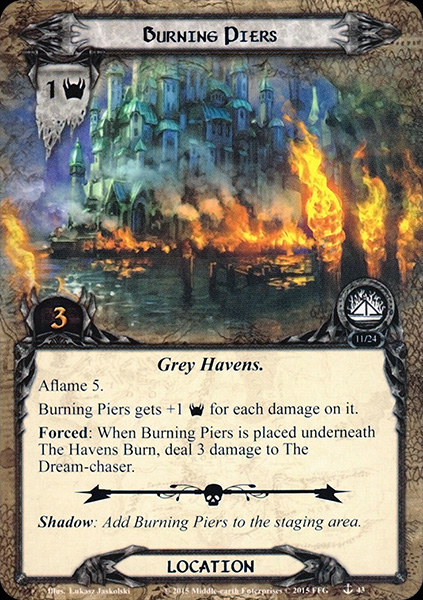 Burning Piers
1
3
11/24
Grey Havens.
Aflame 5.
Burning Piers gets +1 for each damage on it.
Forced: When Burning Piers is placed underneath
The Havens Burn, deal 3 damage to The
Dream-chaser.
Shadow: Add Burning Piers to the staging area.
LOCATION
Illus. Lukasz Jaskolski © 2015 Middle-earth Enterprises © 2015 FFG 43